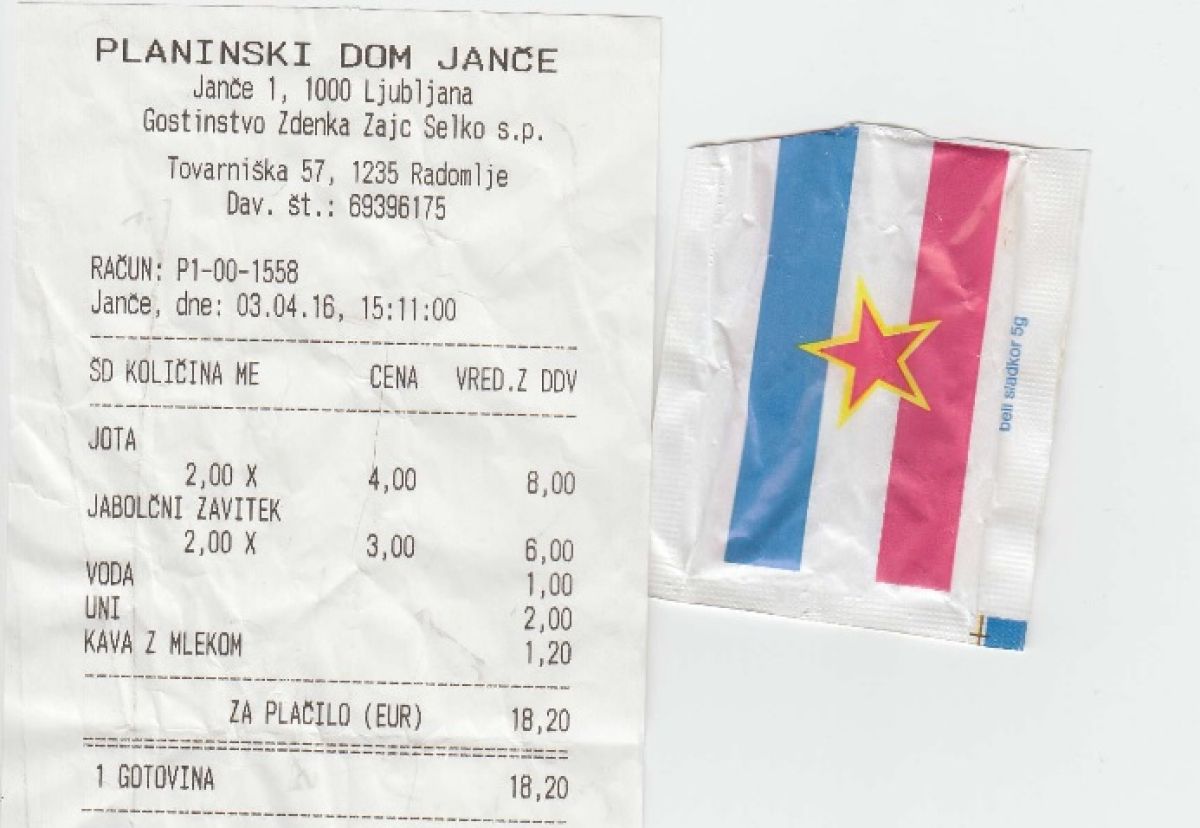 PLANINSKI DOM JANČE
Janče 1, 1000 Ljubljana
Gostinstvo Zdenka Zajc Selko s.p.
Tovarniška 57, 1235 Radomlje
Dav. št.: 69396175
RAČUN: P1-00-1558
Janče, dne: 03.04.16, 15:11:00
ŠD KOLIČINA ME CENA VRED.Z DDV
JOTA
2,00 X 4,00 8,00
JABOLČNI ZAVITEK
2,00 X 3,00 6,00
VODA 1,00
UNI 2,00
KAVA Z MLEKOM 1,20
ZA PLAČILO (EUR) 18,20
1 GOTOVINA 18,20
beli sladkor 5g